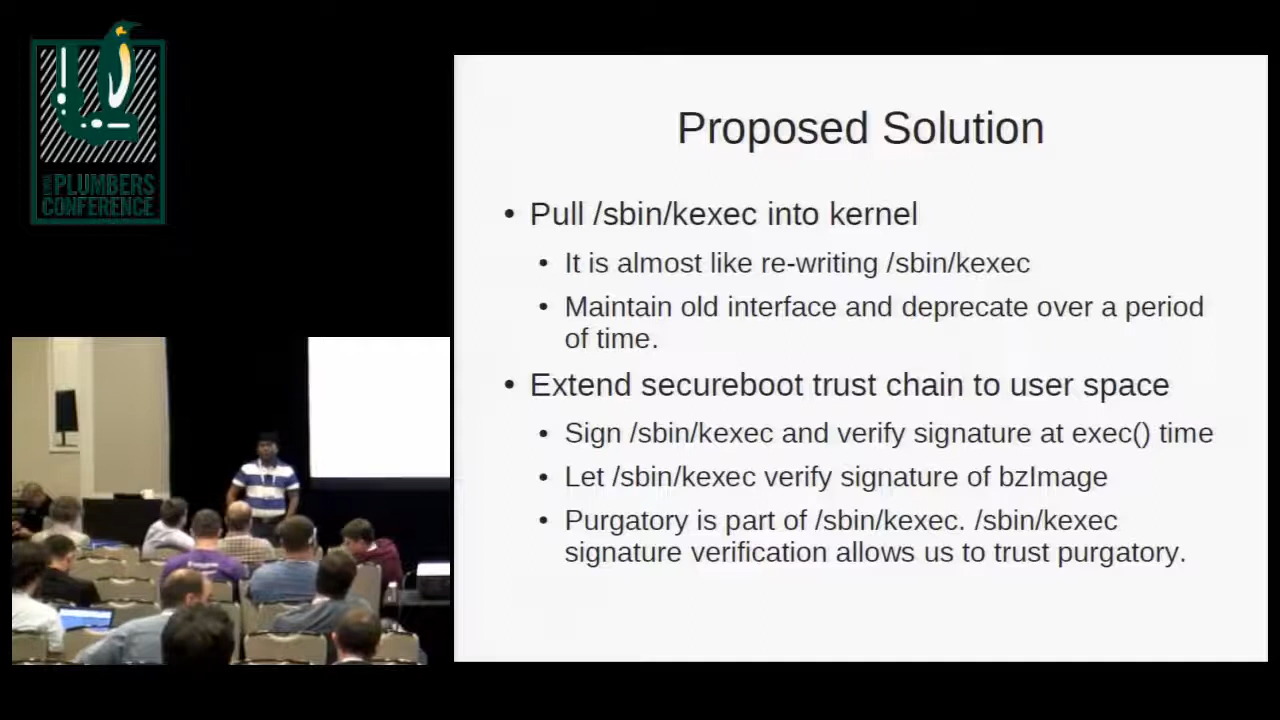 PLUMBERS
CONFERENCE
Proposed Solution
• Pull /sbin/kexec into kernel
• It is almost like re-writing /sbin/kexec
• Maintain old interface and deprecate over a period
of time.
• Extend secureboot trust chain to user space
• Sign /sbin/kexec and verify signature at exec() time
• Let /sbin/kexec verify signature of bzImage
• Purgatory is part of /sbin/kexec. /sbin/kexec
signature verification allows us to trust purgatory.